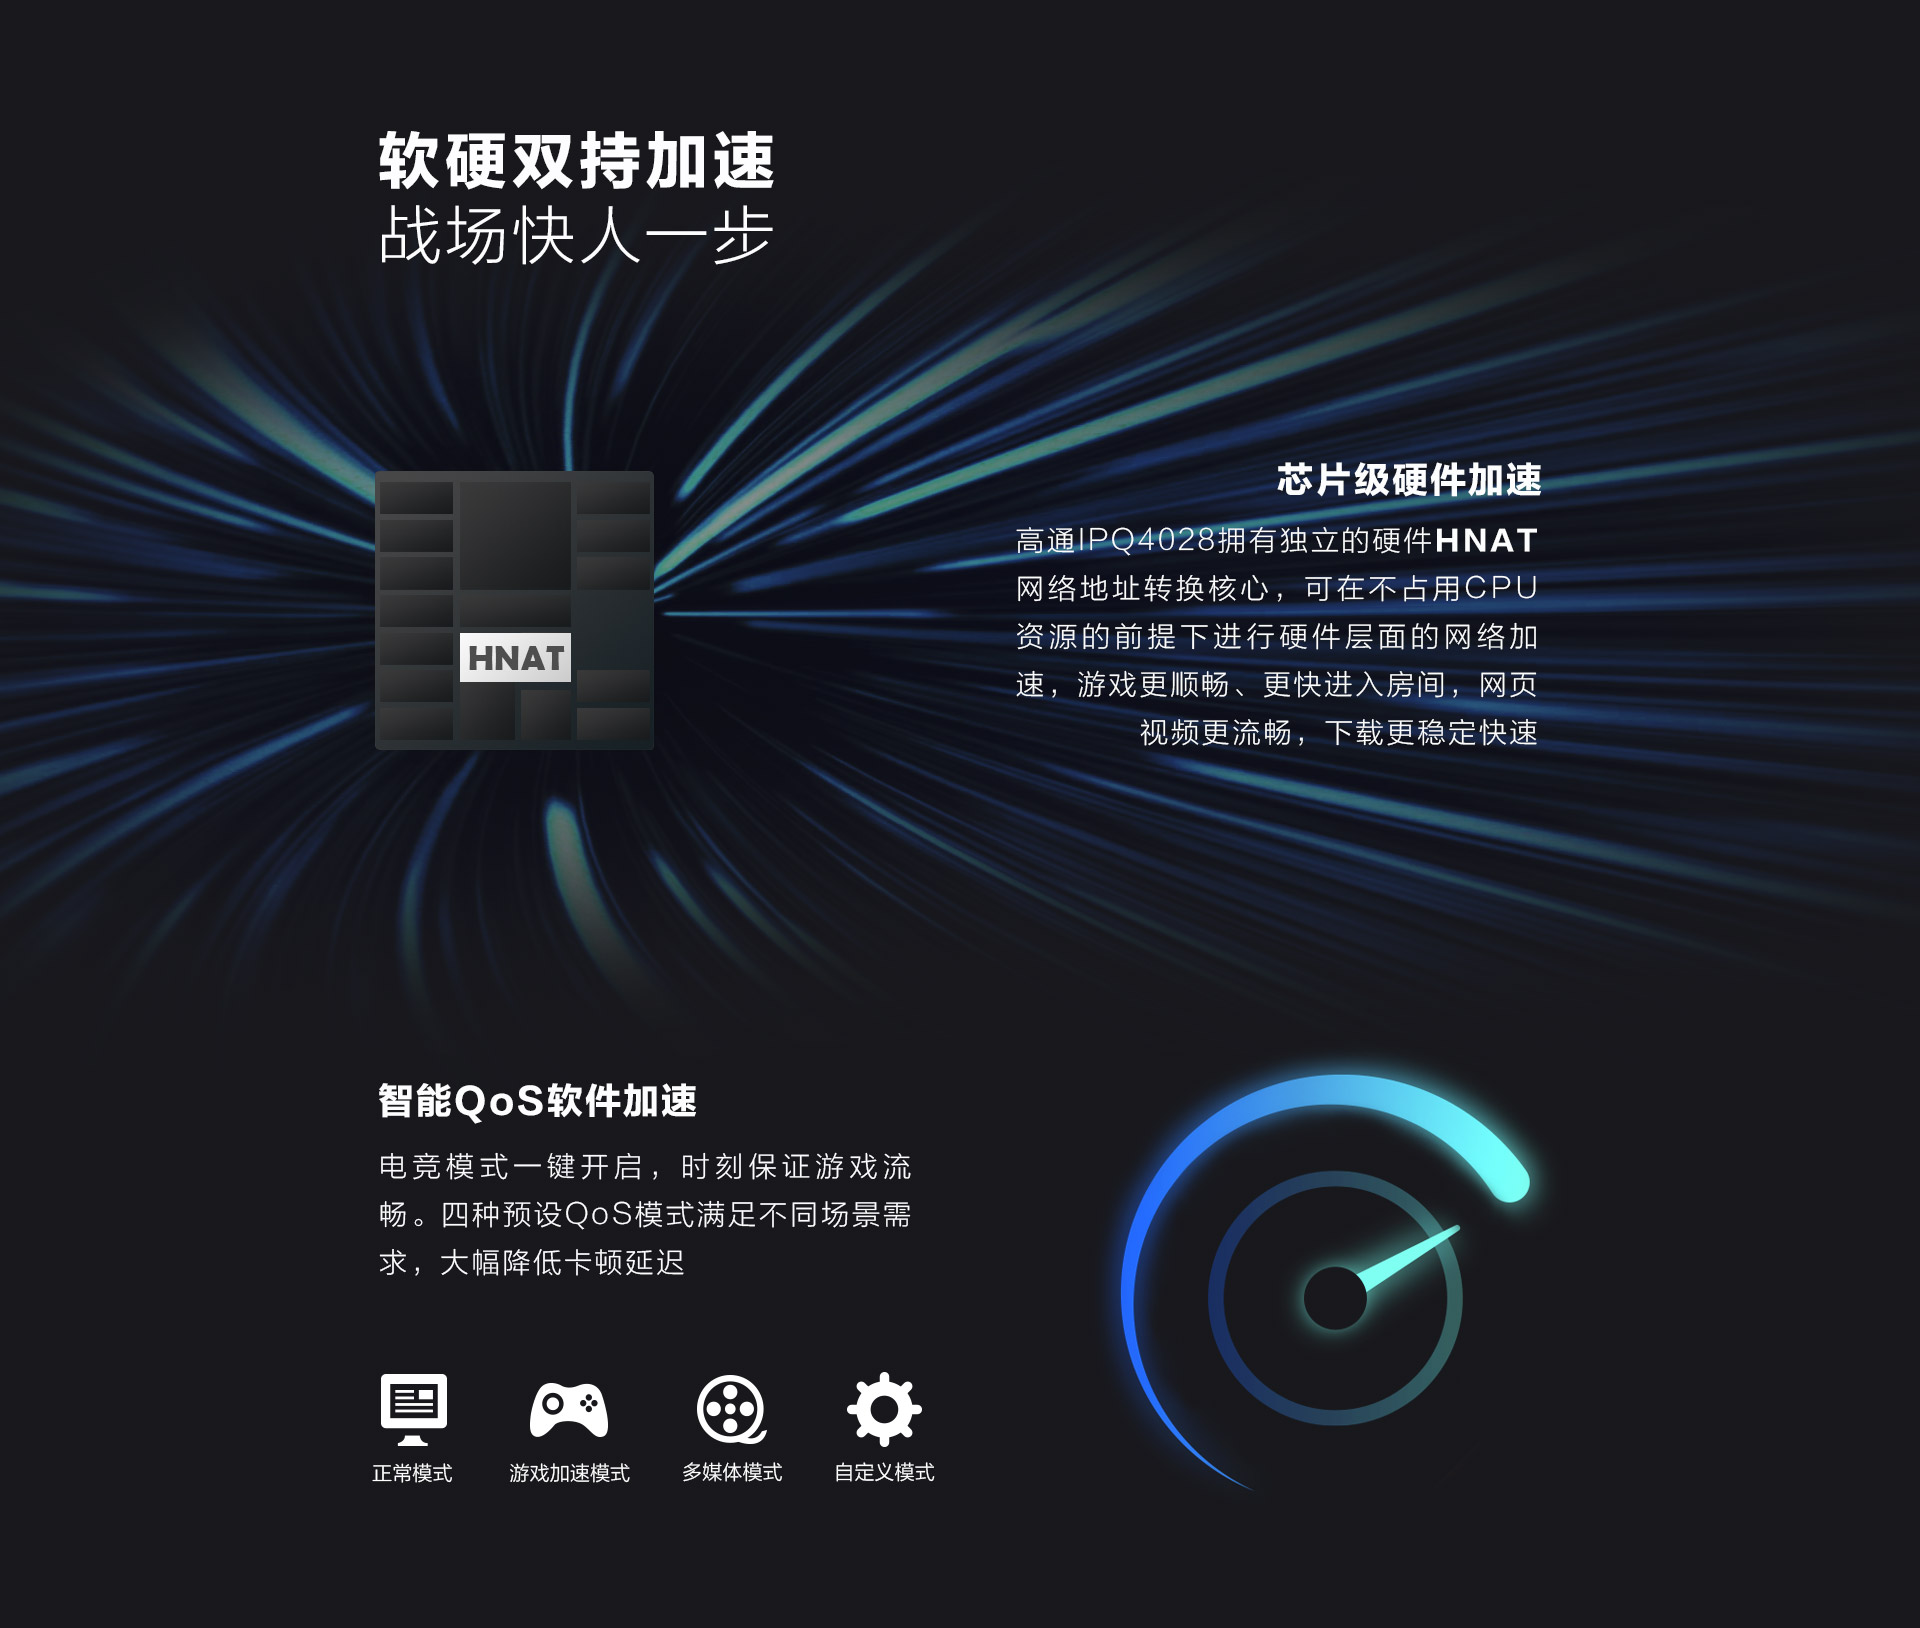 软硬双持加速
战场快人一步
HNAT
芯片级硬件加速
高通IPQ4028拥有独立的硬件HNAT
网络地址转换核心，可在不占用CPU
资源的前提下进行硬件层面的网络加
速，游戏更顺畅、更快进入房间，网页
视频更流畅，下载更稳定快速
智能QoS软件加速
电竞模式一键开启，时刻保证游戏流
畅。四种预设QoS模式满足不同场景需
求，大幅降低卡顿延迟
正常模式
游戏加速模式
多媒体模式
自定义模式